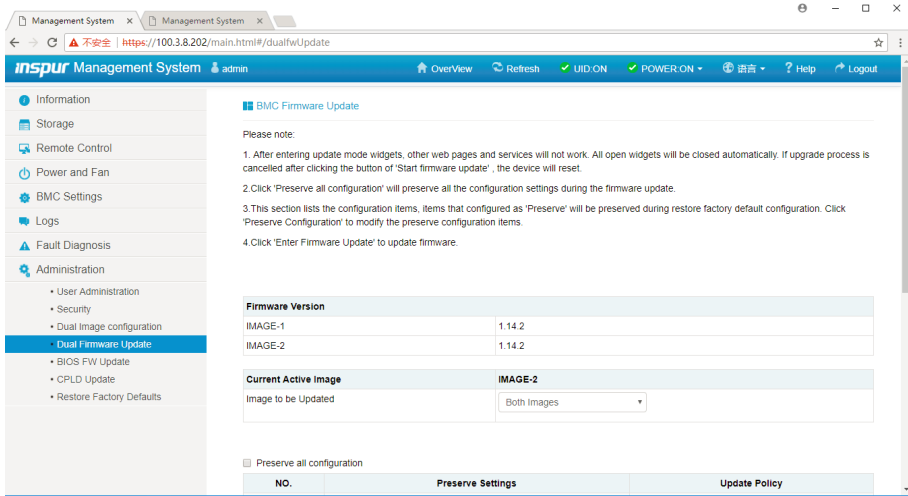 Management System
Management System
不安全 https://100.3.8.202/main.html#/dualfwUpdate
inspur Management System admin OverView Refresh UID:ON POWER:ON 语言 ? Help Logout
Information
Storage
Remote Control
Power and Fan
BMC Settings
Logs
Fault Diagnosis
Administration
• User Administration
• Security
• Dual Image configuration
• Dual Firmware Update
• BIOS FW Update
• CPLD Update
• Restore Factory Defaults
BMC Firmware Update
Please note:
1. After entering update mode widgets, other web pages and services will not work. All open widgets will be closed automatically. If upgrade process is
cancelled after clicking the button of 'Start firmware update' , the device will reset.
2.Click 'Preserve all configuration' will preserve all the configuration settings during the firmware update.
3.This section lists the configuration items, items that configured as 'Preserve' will be preserved during restore factory default configuration. Click
'Preserve Configuration' to modify the preserve configuration items.
4.Click 'Enter Firmware Update' to update firmware.
Firmware Version
IMAGE-1 1.14.2
IMAGE-2 1.14.2
Current Active Image IMAGE-2
Image to be Updated Both Images
Preserve all configuration
NO. Preserve Settings Update Policy